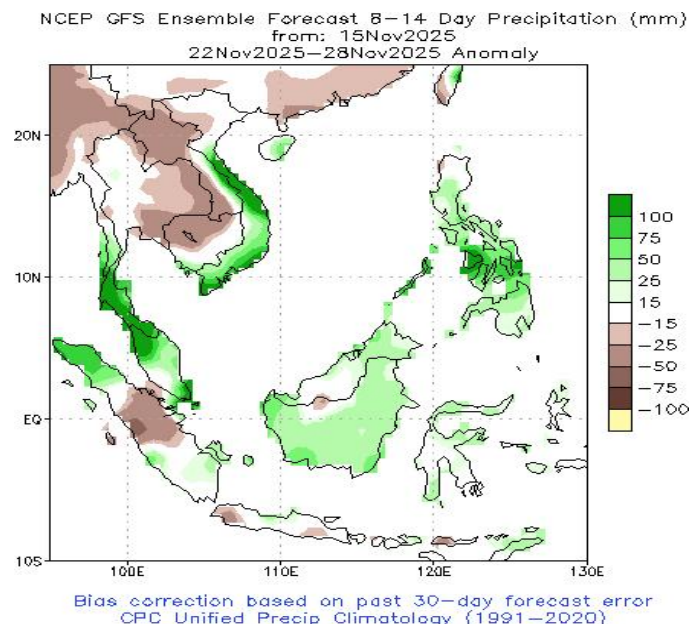 NCEP GFS Ensemble Forecast 8-14 Day Precipitation (mm)
from: 15Nov2025
22Nov2025-28Nov2025 Anomaly
20N
10N
EQ
10S
100E
110E
120E
130E
100
75
50
25
15
-15
-25
-50
-75
-100
Bias correction based on past 30-day forecast error
CPC Unified Precip Climatology (1991-2020)